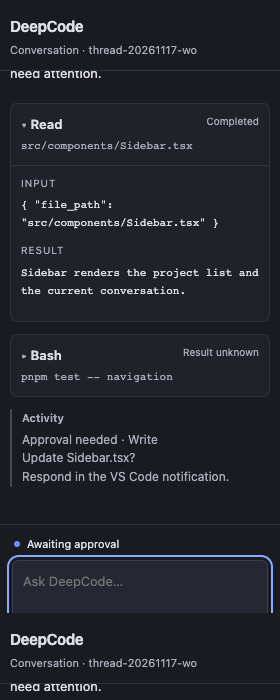 DeepCode
Conversation · thread-20261117-wo
need attention.
▾ Read
Completed
src/components/Sidebar.tsx
INPUT
{ "file_path":
"src/components/Sidebar.tsx" }
RESULT
Sidebar renders the project list and
the current conversation.
▸ Bash
Result unknown
pnpm test -- navigation
Activity
Approval needed · Write
Update Sidebar.tsx?
Respond in the VS Code notification.
Awaiting approval
Ask DeepCode...
DeepCode
Conversation · thread-20261117-wo
need attention.